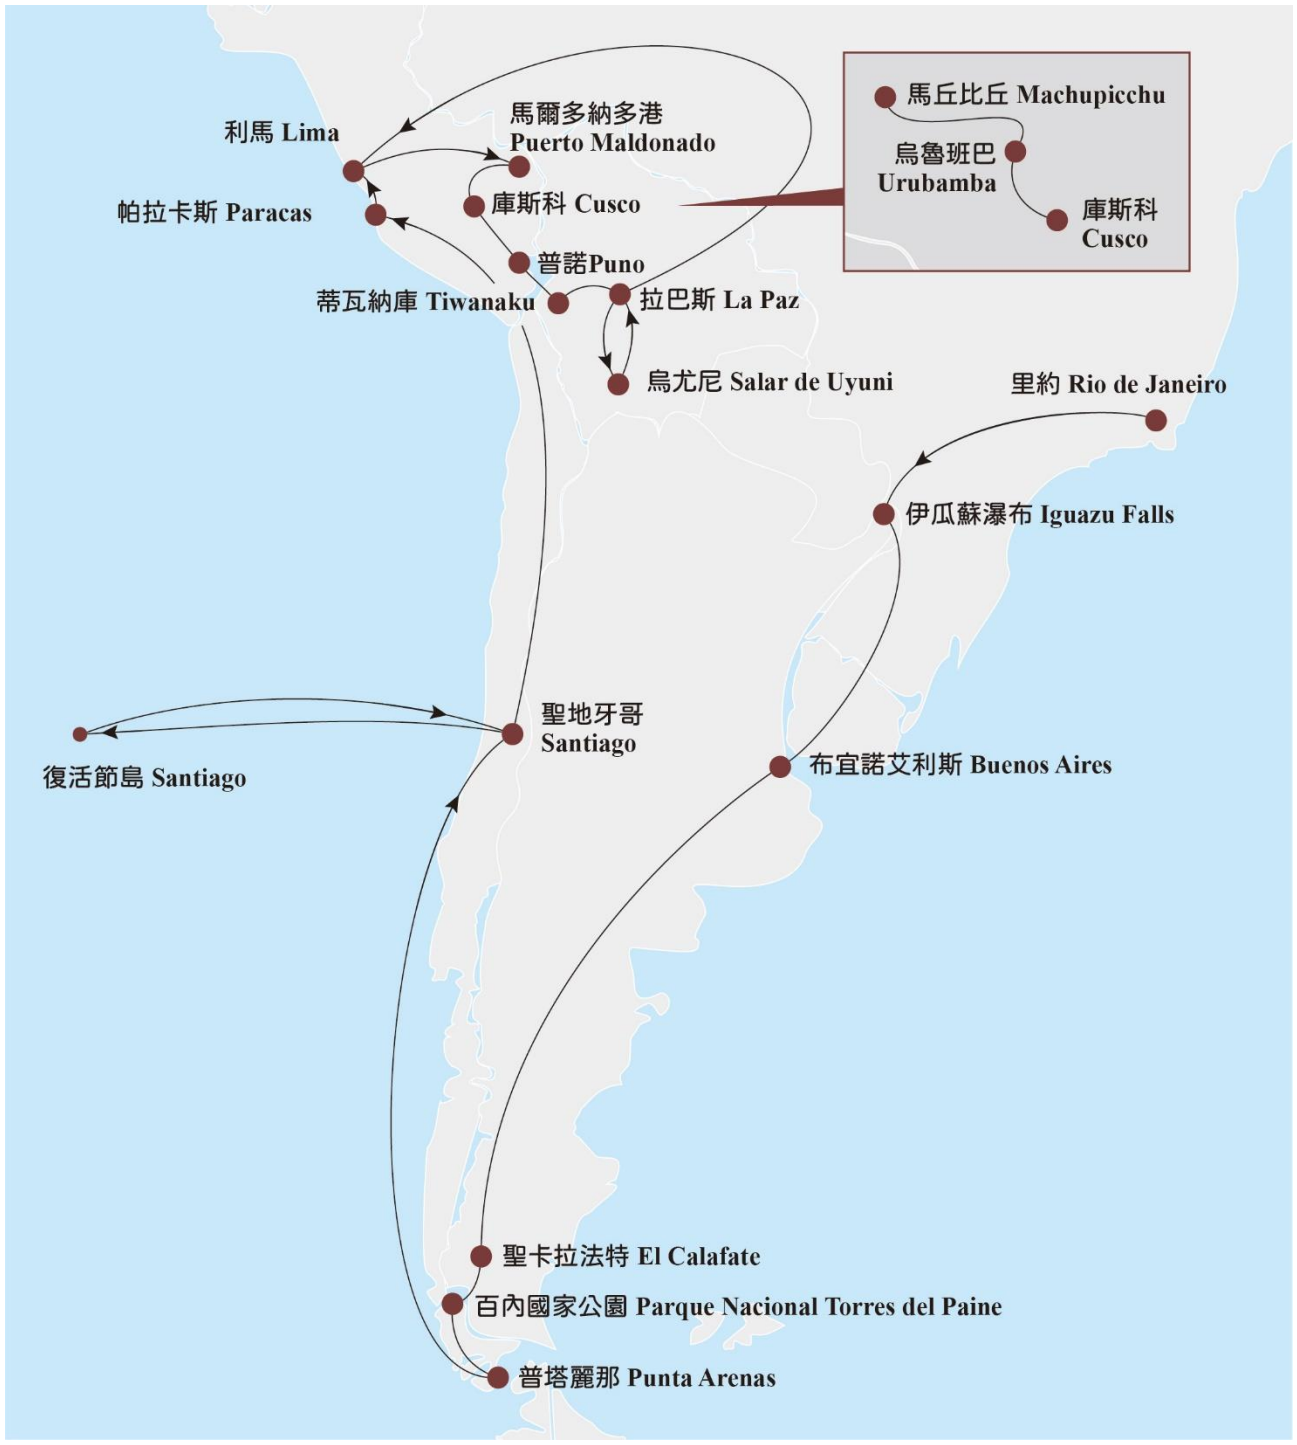 馬丘比丘 Machupicchu
烏魯班巴
Urubamba
庫斯科
Cusco
利馬 Lima
馬爾多納多港
Puerto Maldonado
帕拉卡斯 Paracas
庫斯科 Cusco
普諾Puno
蒂瓦納庫 Tiwanaku
拉巴斯 La Paz
烏尤尼 Salar de Uyuni
里約 Rio de Janeiro
伊瓜蘇瀑布 Iguazu Falls
聖地牙哥
Santiago
復活節島 Santiago
布宜諾艾利斯 Buenos Aires
聖卡拉法特 El Calafate
百內國家公園 Parque Nacional Torres del Paine
普塔麗那 Punta Arenas